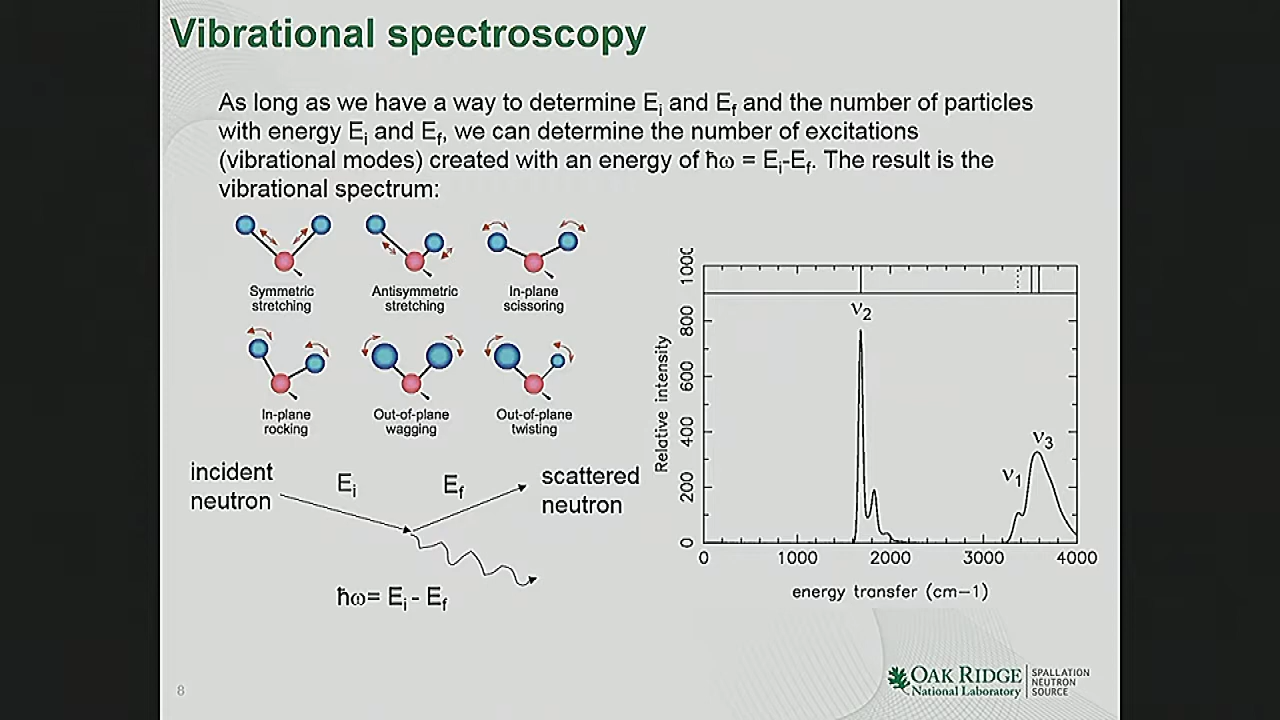 Vibrational spectroscopy
As long as we have a way to determine Ei and Ef and the number of particles
with energy Ei and Ef, we can determine the number of excitations
(vibrational modes) created with an energy of ħω = Ei-Ef. The result is the
vibrational spectrum:
Symmetric
stretching
Antisymmetric
stretching
In-plane
scissoring
In-plane
rocking
Out-of-plane
wagging
Out-of-plane
twisting
incident
neutron
Ei
Ef
scattered
neutron
ħω= Ei - Ef
Relative intensity
0
200
400
600
800
1000
ν2
ν1
ν3
0
1000
2000
3000
4000
energy transfer (cm−1)
8
OAK RIDGE
National Laboratory
SPALLATION
NEUTRON
SOURCE